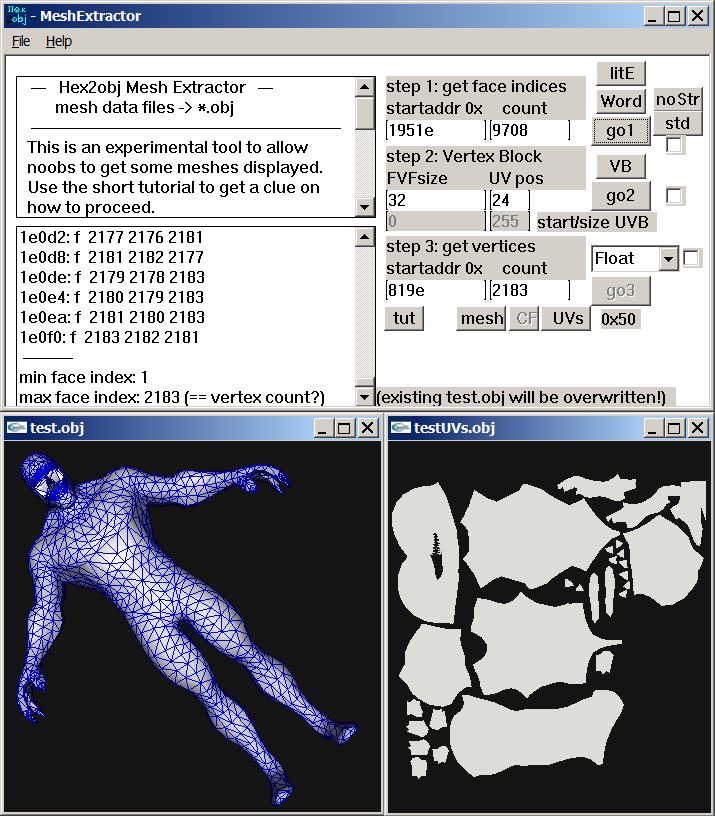 Hex
obj - MeshExtractor
File Help
— Hex2obj Mesh Extractor —
mesh data files -> *.obj
This is an experimental tool to allow
noobs to get some meshes displayed.
Use the short tutorial to get a clue on
how to proceed.
1e0d2: f 2177 2176 2181
1e0d8: f 2181 2182 2177
1e0de: f 2179 2178 2183
1e0e4: f 2180 2179 2183
1e0ea: f 2181 2180 2183
1e0f0: f 2183 2182 2181
min face index: 1
max face index: 2183 (== vertex count?)
step 1: get face indices
startaddr 0x count
1951e 9708
litE
Word
noStr
go1
std
step 2: Vertex Block
FVFsize UV pos
32 24
0 255 start/size UVB
VB
go2
step 3: get vertices
startaddr 0x count
819e 2183
Float
go3
tut mesh CF UVs 0x50
(existing test.obj will be overwritten!)
test.obj
testUVs.obj